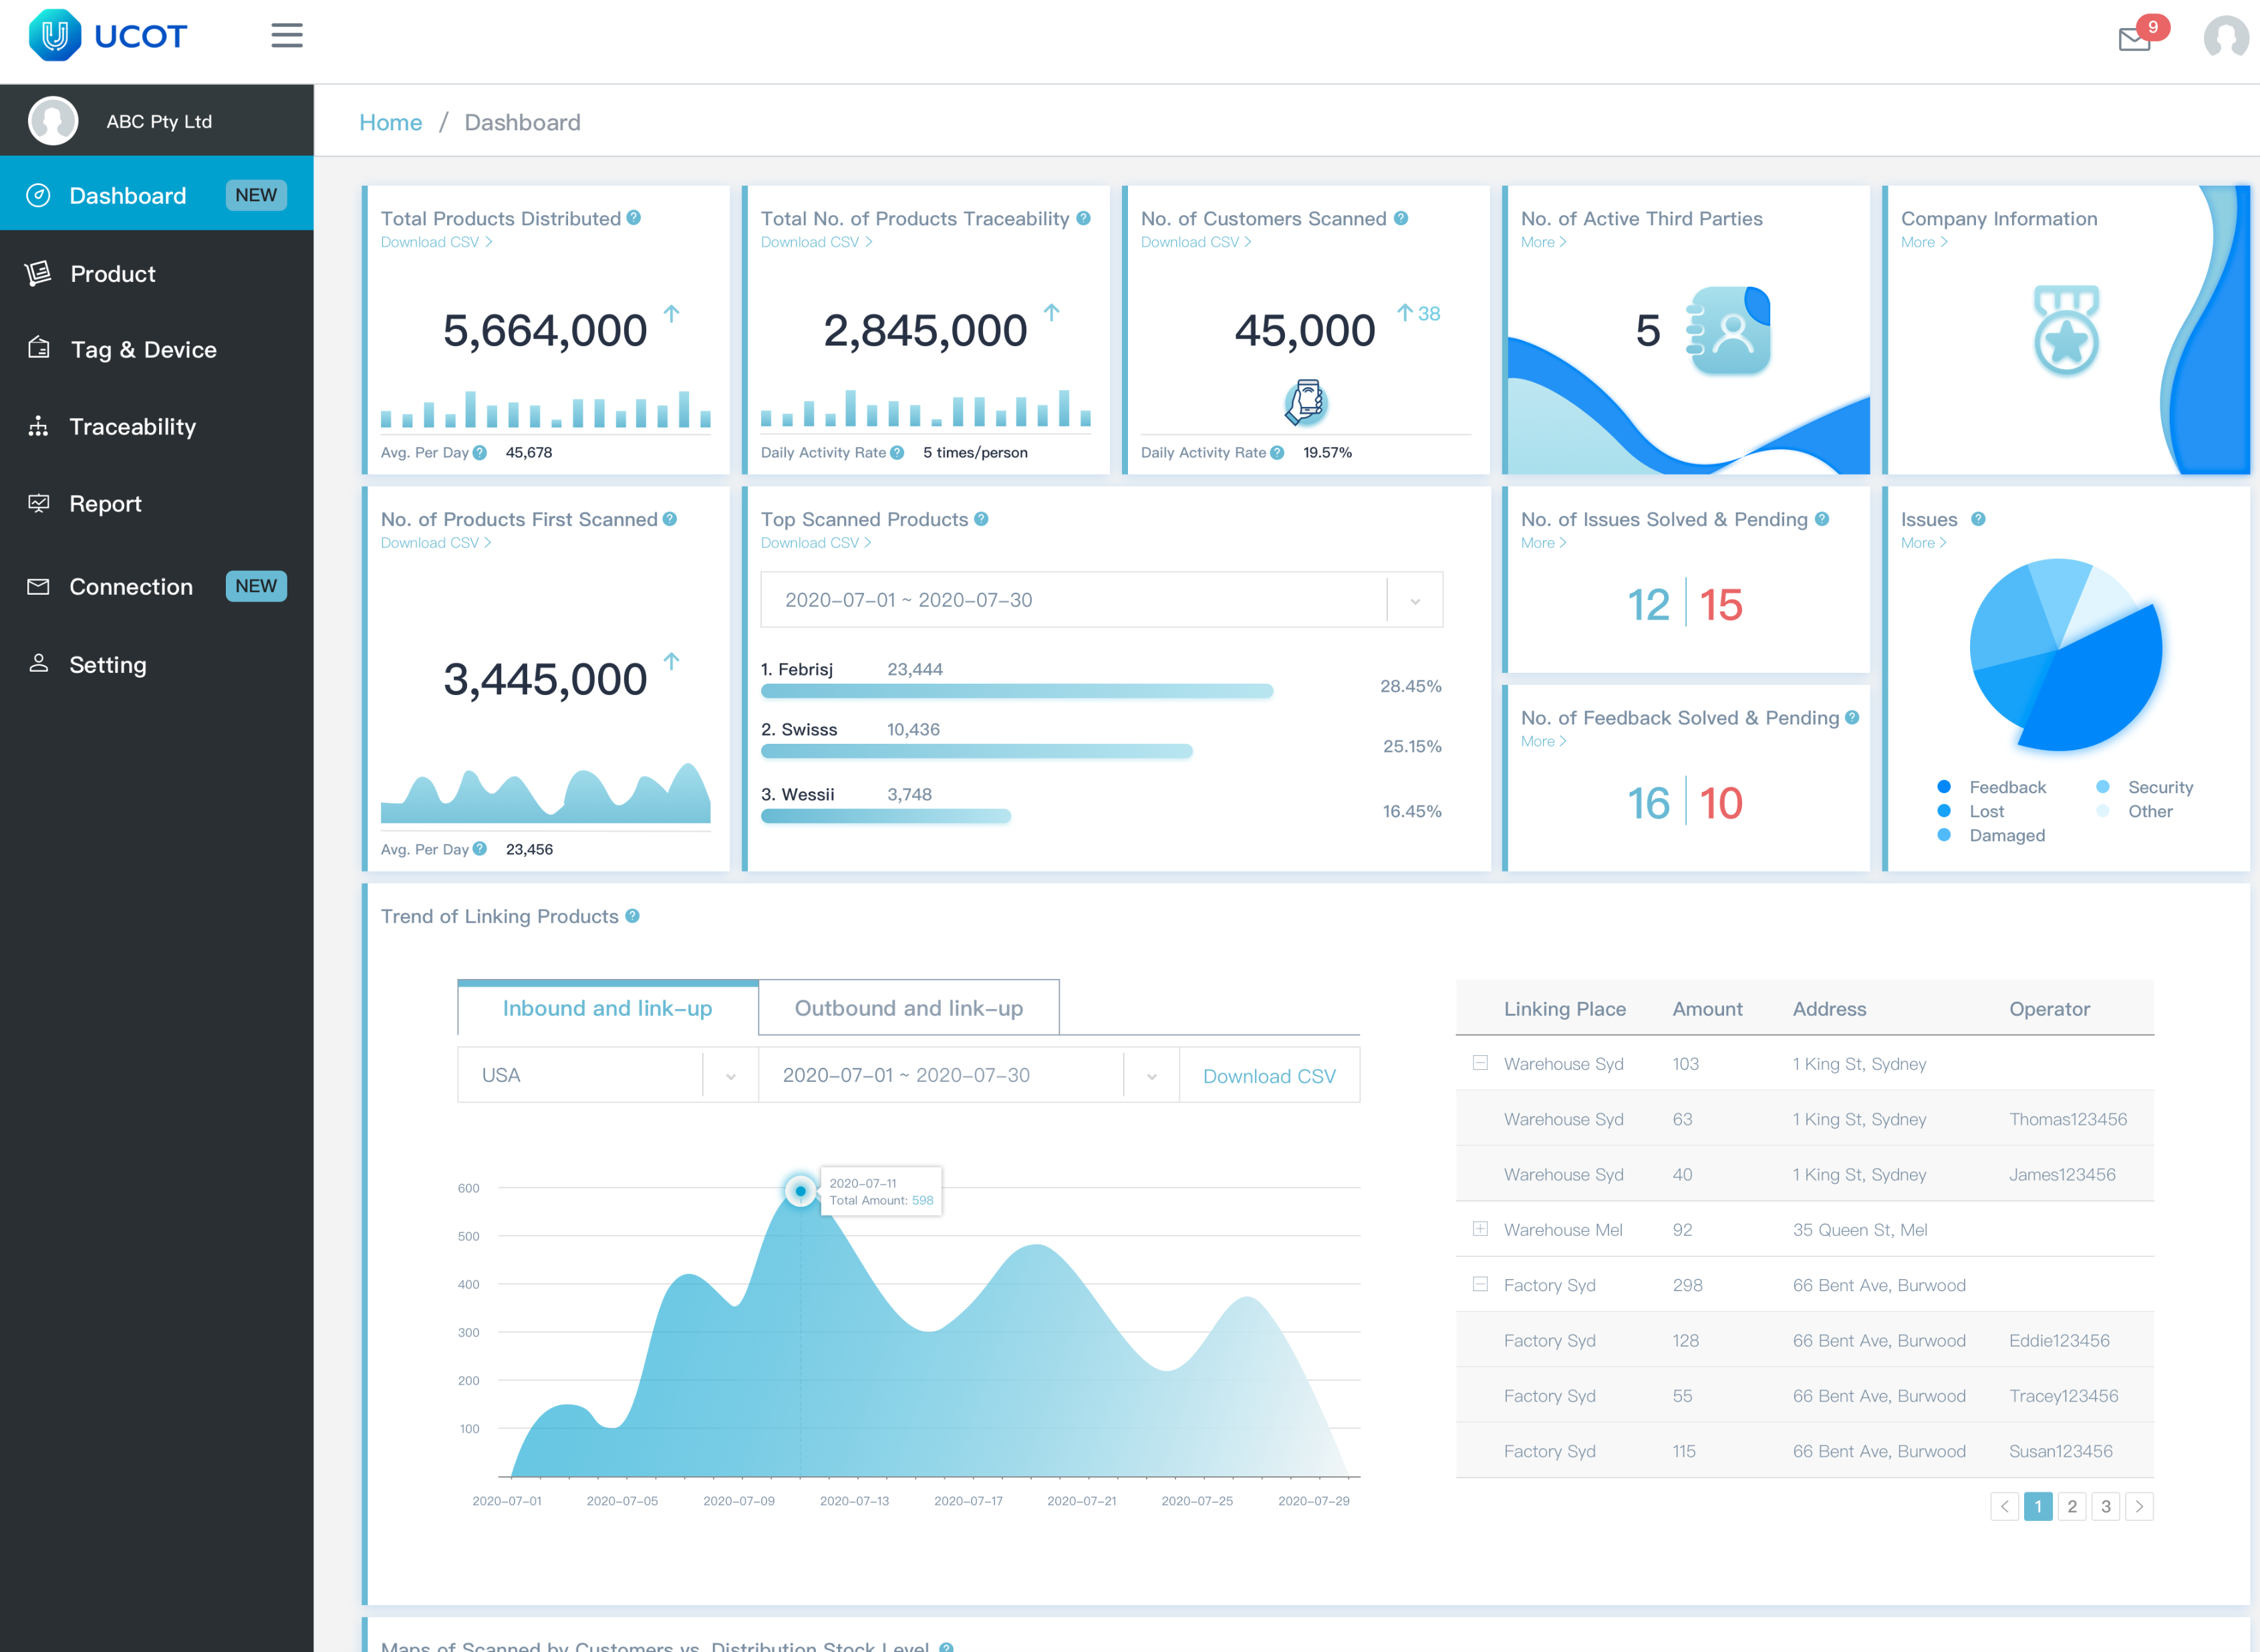 UCOT
9
ABC Pty Ltd
Dashboard NEW
Product
Tag & Device
Traceability
Report
Connection NEW
Setting
Home / Dashboard
Total Products Distributed ?
Download CSV >
5,664,000
Avg. Per Day ? 45,678
Total No. of Products Traceability ?
Download CSV >
2,845,000
Daily Activity Rate ? 5 times/person
No. of Customers Scanned ?
Download CSV >
45,000 ↑ 38
Daily Activity Rate ? 19.57%
No. of Active Third Parties
More >
5
Company Information
More >
No. of Products First Scanned ?
Download CSV >
3,445,000
Avg. Per Day ? 23,456
Top Scanned Products ?
Download CSV >
2020-07-01 ~ 2020-07-30
1. Febrisj 23,444
28.45%
2. Swisss 10,436
25.15%
3. Wessii 3,748
16.45%
No. of Issues Solved & Pending ?
More >
12 | 15
No. of Feedback Solved & Pending ?
More >
16 | 10
Issues ?
More >
Feedback Security
Lost Other
Damaged
Trend of Linking Products ?
Inbound and link-up Outbound and link-up
USA 2020-07-01 ~ 2020-07-30 Download CSV
2020-07-11
Total Amount: 598
600
500
400
300
200
100
2020-07-01 2020-07-05 2020-07-09 2020-07-13 2020-07-17 2020-07-21 2020-07-25 2020-07-29
Linking Place Amount Address Operator
Warehouse Syd 103 1 King St, Sydney
Warehouse Syd 63 1 King St, Sydney Thomas123456
Warehouse Syd 40 1 King St, Sydney James123456
Warehouse Mel 92 35 Queen St, Mel
Factory Syd 298 66 Bent Ave, Burwood
Factory Syd 128 66 Bent Ave, Burwood Eddie123456
Factory Syd 55 66 Bent Ave, Burwood Tracey123456
Factory Syd 115 66 Bent Ave, Burwood Susan123456
< 1 2 3 >
Maps of Scanned by Customers vs. Distribution Stock Level ?